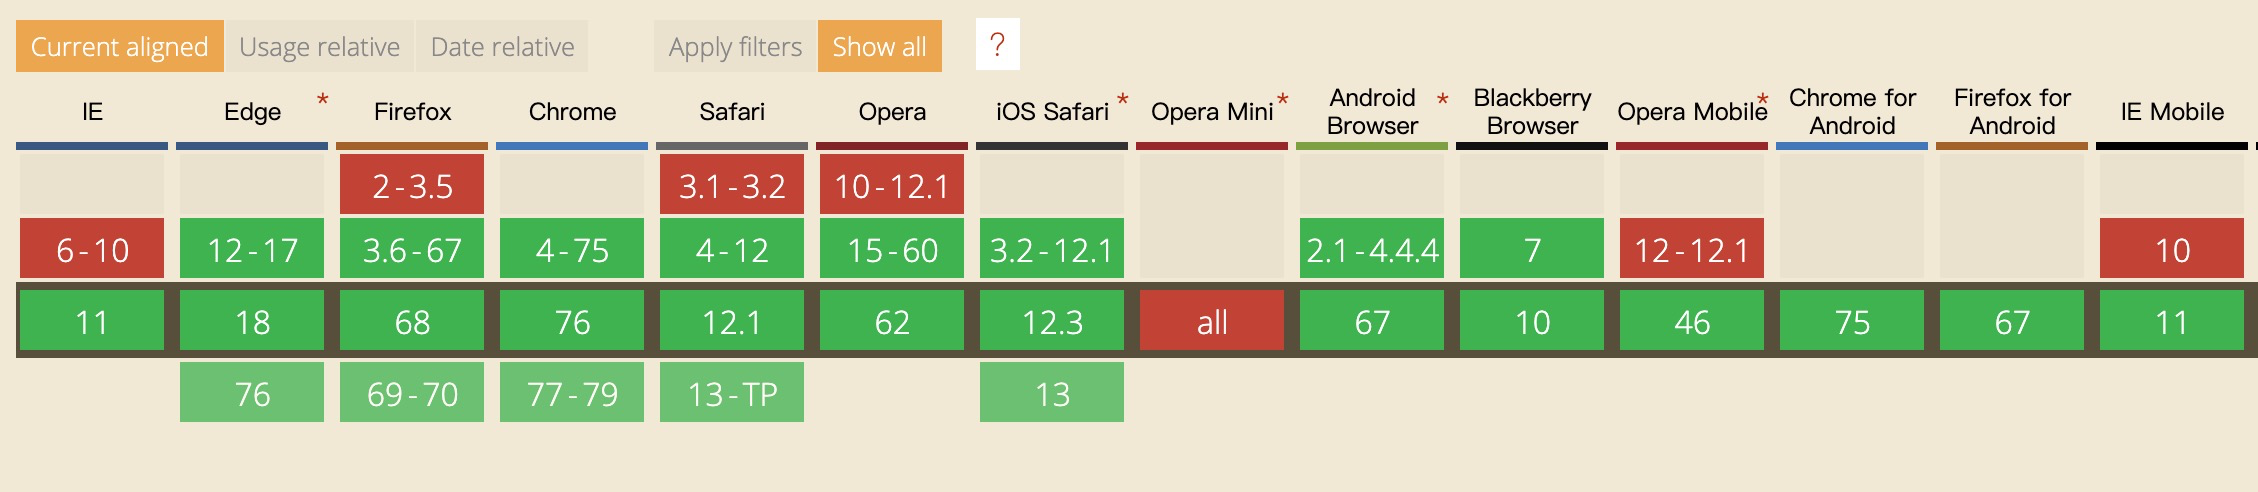 Current aligned Usage relative Date relative Apply filters Show all ?
IE Edge * Firefox Chrome Safari Opera iOS Safari * Opera Mini * Android Browser * Blackberry Browser Opera Mobile * Chrome for Android Firefox for Android IE Mobile
2-3.5 3.1-3.2 10-12.1
6-10 12-17 3.6-67 4-75 4-12 15-60 3.2-12.1 2.1-4.4.4 7 12-12.1 10
11 18 68 76 12.1 62 12.3 all 67 10 46 75 67 11
76 69-70 77-79 13-TP 13